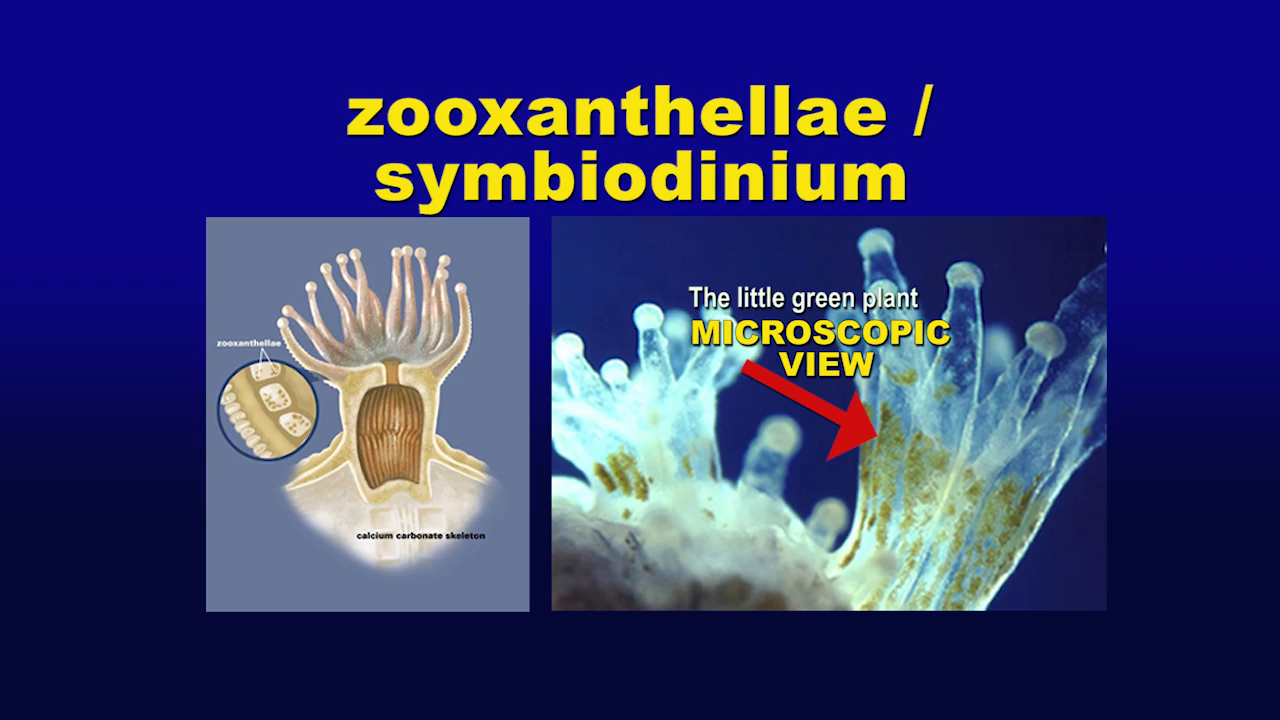 zooxanthellae /
symbiodinium
zooxanthellae
calcium carbonate skeleton
The little green plant
MICROSCOPIC
VIEW